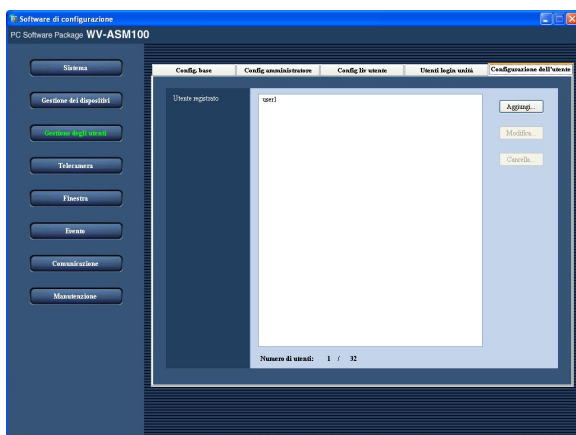 Software di configurazione
PC Software Package WV-ASM100
Sistema
Gestione dei dispositivi
Gestione degli utenti
Telecamera
Finestra
Evento
Comunicazione
Manutenzione
Config. base
Config amministratore
Config liv utente
Utenti login unità
Configurazione dell'utente
Utente registrato
user1
Aggiungi...
Modifica...
Cancella...
Numero di utenti: 1 / 32